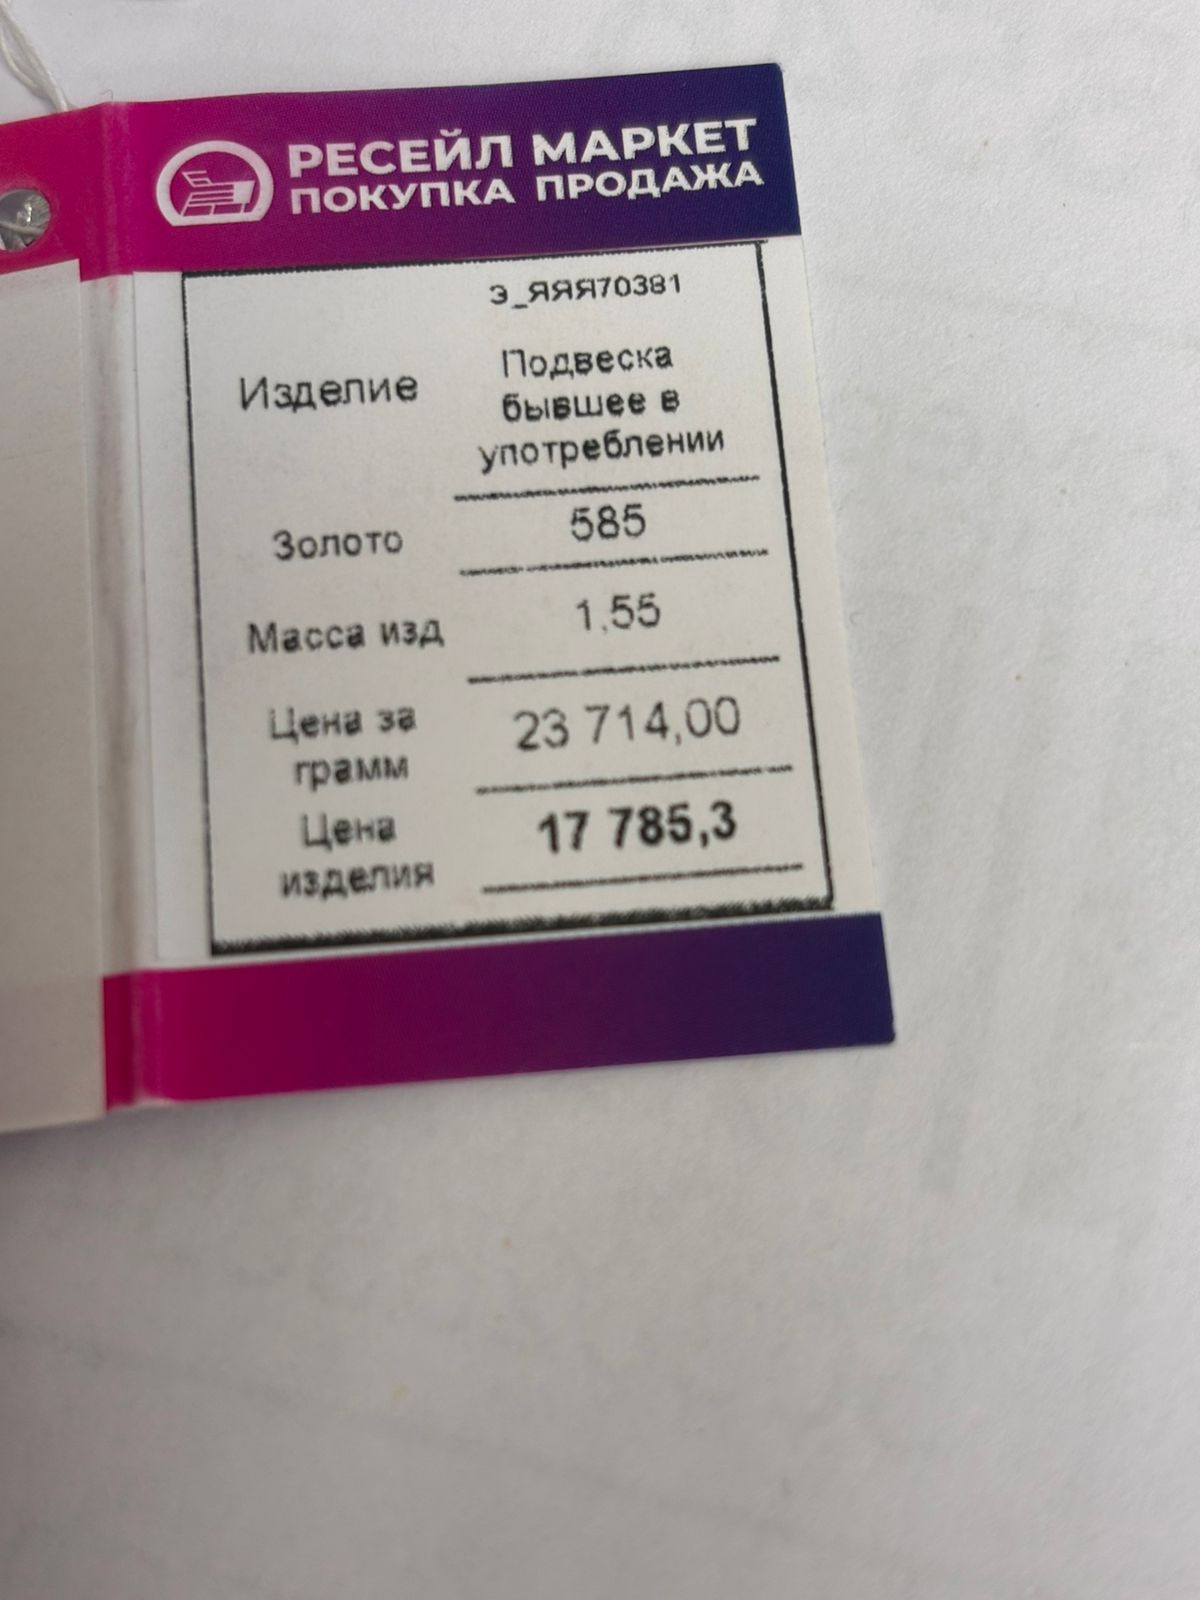 РЕСЕЙЛ МАРКЕТ
ПОКУПКА ПРОДАЖА
Э_ЯЯЯ70381
Изделие
Подвеска
бывшее в
употреблении
Золото 585
Масса изд 1.55
Цена за
грамм
23 714,00
Цена
изделия
17 785,3